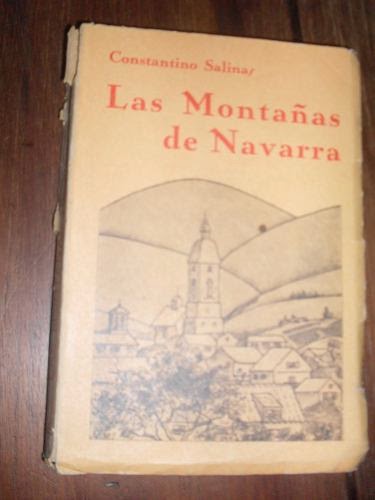 Constantino Salinas
Las Montañas
de Navarra